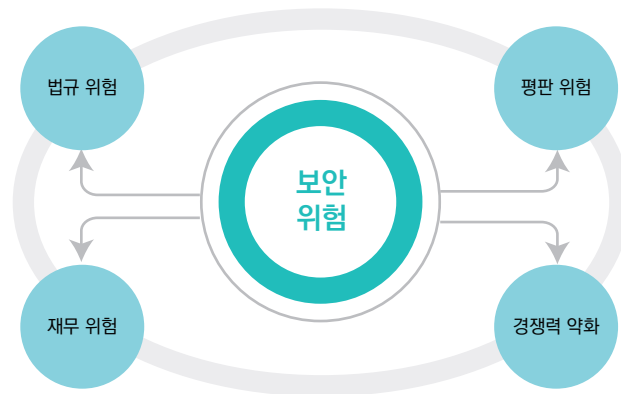 법규 위험
평판 위험
보안
위험
재무 위험
경쟁력 약화